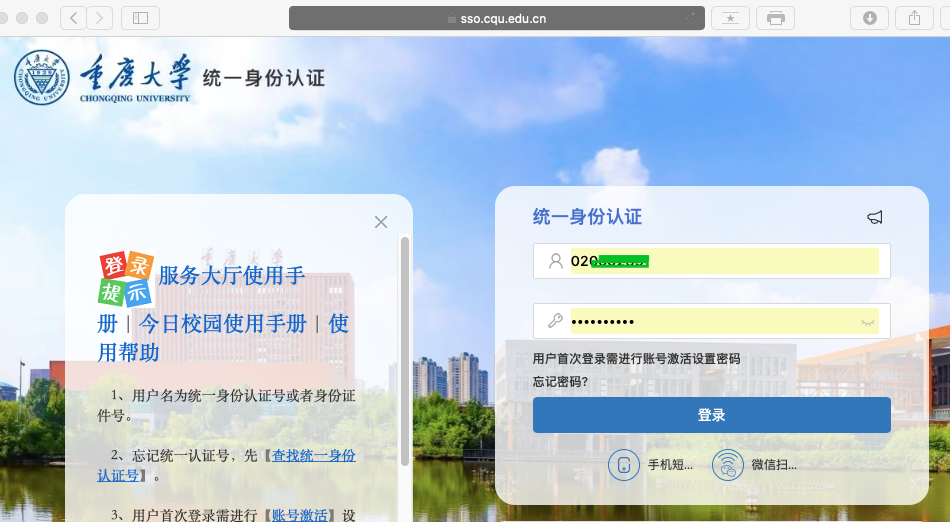 sso.cqu.edu.cn
重庆大学 统一身份认证
CHONGQING UNIVERSITY
登录提示 服务大厅使用手
册 | 今日校园使用手册 | 使
用帮助
1、用户名为统一身份认证号或者身份证
件号。
2、忘记统一认证号，先【查找统一身份
认证号】。
3、用户首次登录需进行【账号激活】设
统一身份认证
用户首次登录需进行账号激活设置密码
忘记密码?
登录
手机短...
微信扫...